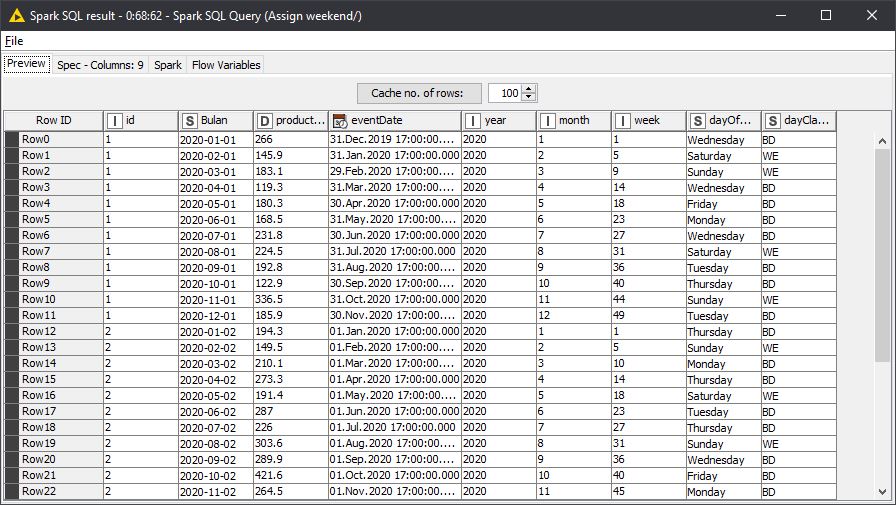 Spark SQL result - 0:68:62 - Spark SQL Query (Assign weekend/)
File
Preview Spec - Columns: 9 Spark Flow Variables
Cache no. of rows: 100
Row ID I id S Bulan D product... eventDate I year I month I week S dayOf... S dayCla...
Row0 1 2020-01-01 266 31.Dec.2019 17:00:00.... 2020 1 1 Wednesday BD
Row1 1 2020-02-01 145.9 31.Jan.2020 17:00:00.... 2020 2 5 Saturday WE
Row2 1 2020-03-01 183.1 29.Feb.2020 17:00:00.... 2020 3 9 Sunday WE
Row3 1 2020-04-01 119.3 31.Mar.2020 17:00:00.... 2020 4 14 Wednesday BD
Row4 1 2020-05-01 180.3 30.Apr.2020 17:00:00.000 2020 5 18 Friday BD
Row5 1 2020-06-01 168.5 31.May.2020 17:00:00.... 2020 6 23 Monday BD
Row6 1 2020-07-01 231.8 30.Jun.2020 17:00:00.... 2020 7 27 Wednesday BD
Row7 1 2020-08-01 224.5 31.Jul.2020 17:00:00.000 2020 8 31 Saturday WE
Row8 1 2020-09-01 192.8 31.Aug.2020 17:00:00.... 2020 9 36 Tuesday BD
Row9 1 2020-10-01 122.9 30.Sep.2020 17:00:00.... 2020 10 40 Thursday BD
Row10 1 2020-11-01 336.5 31.Oct.2020 17:00:00.... 2020 11 44 Sunday WE
Row11 1 2020-12-01 185.9 30.Nov.2020 17:00:00.... 2020 12 49 Tuesday BD
Row12 2 2020-01-02 194.3 01.Jan.2020 17:00:00.000 2020 1 1 Thursday BD
Row13 2 2020-02-02 149.5 01.Feb.2020 17:00:00.... 2020 2 5 Sunday WE
Row14 2 2020-03-02 210.1 01.Mar.2020 17:00:00.... 2020 3 10 Monday BD
Row15 2 2020-04-02 273.3 01.Apr.2020 17:00:00.000 2020 4 14 Thursday BD
Row16 2 2020-05-02 191.4 01.May.2020 17:00:00.... 2020 5 18 Saturday WE
Row17 2 2020-06-02 287 01.Jun.2020 17:00:00.000 2020 6 23 Tuesday BD
Row18 2 2020-07-02 226 01.Jul.2020 17:00:00.000 2020 7 27 Thursday BD
Row19 2 2020-08-02 303.6 01.Aug.2020 17:00:00.... 2020 8 31 Sunday WE
Row20 2 2020-09-02 289.9 01.Sep.2020 17:00:00.... 2020 9 36 Wednesday BD
Row21 2 2020-10-02 421.6 01.Oct.2020 17:00:00.000 2020 10 40 Friday BD
Row22 2 2020-11-02 264.5 01.Nov.2020 17:00:00.... 2020 11 45 Monday BD